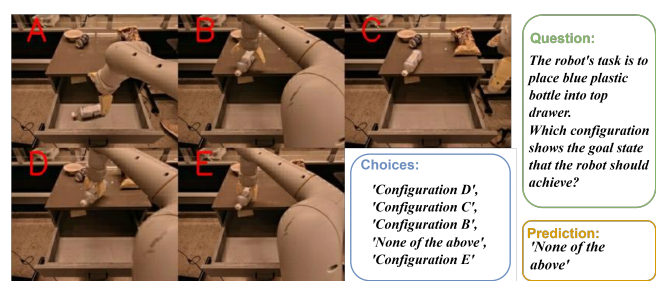 A B C
D E
Question:
The robot's task is to
place blue plastic
bottle into top
drawer.
Which configuration
shows the goal state
that the robot should
achieve?
Choices:
'Configuration D',
'Configuration C',
'Configuration B',
'None of the above',
'Configuration E'
Prediction:
'None of the
above'